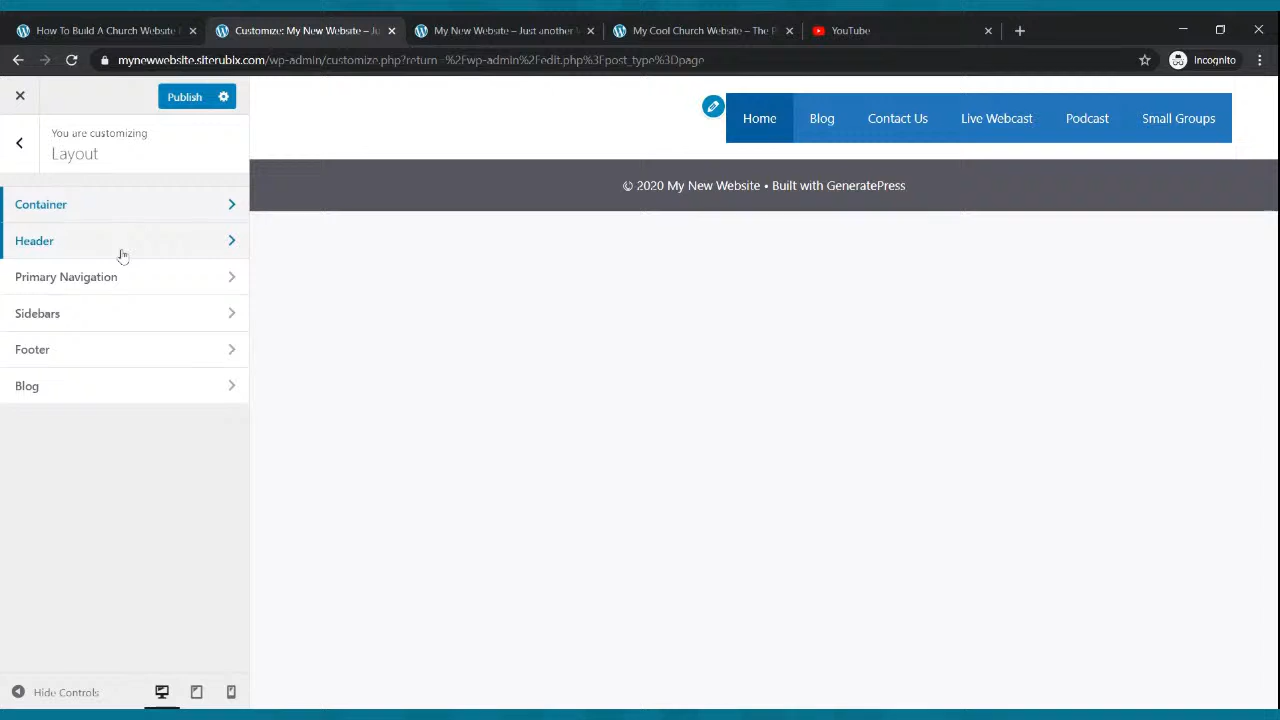 How To Build A Church Website
Customize: My New Website – Ju
My New Website – Just another
My Cool Church Website – The P
YouTube
mynewwebsite.siterubix.com/wp-admin/customize.php?return=%2Fwp-admin%2Fedit.php%3Fpost_type%3Dpage
Incognito
Publish
You are customizing
Layout
Container
Header
Primary Navigation
Sidebars
Footer
Blog
Hide Controls
Home
Blog
Contact Us
Live Webcast
Podcast
Small Groups
© 2020 My New Website • Built with GeneratePress